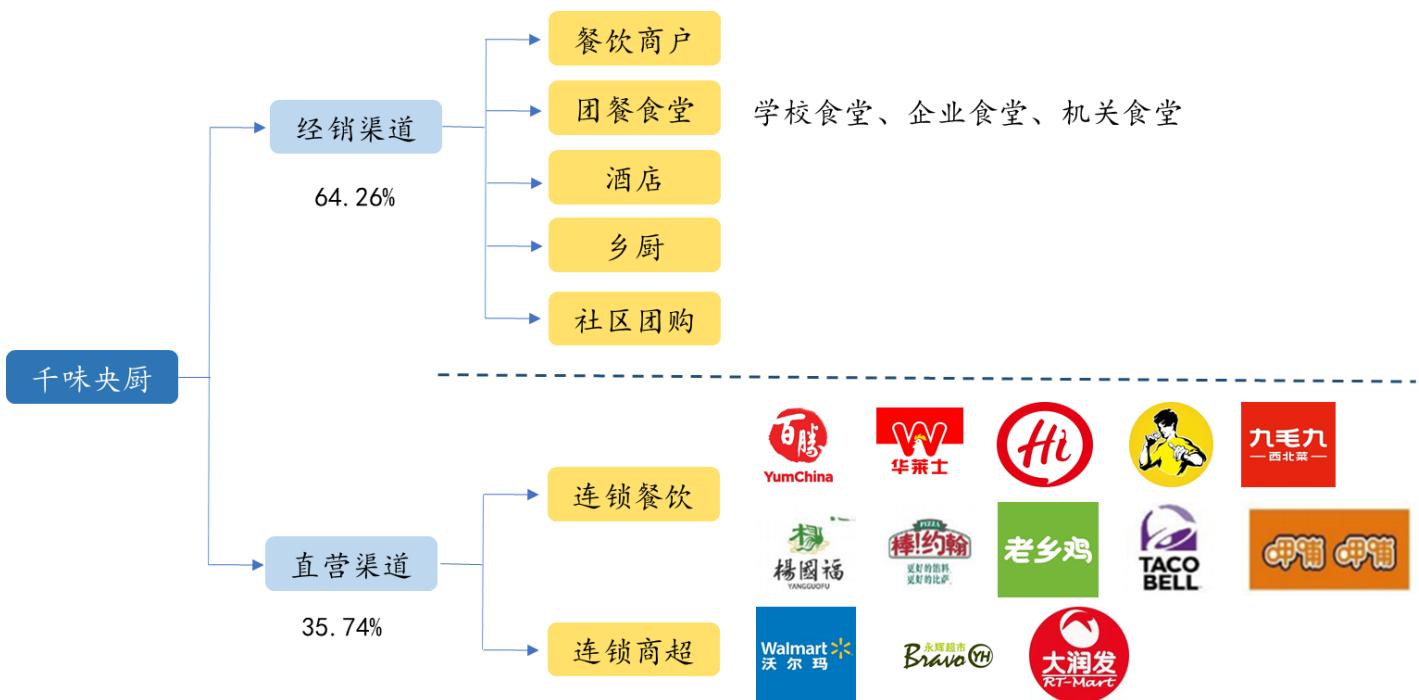 餐饮商户
团餐食堂
学校食堂、企业食堂、机关食堂
经销渠道
64.26%
酒店
乡厨
社区团购
千味央厨
直营渠道
35.74%
连锁餐饮
百勝
YumChina
华莱士
Hi
九毛九
西北菜
楊國福
YANGGUOFU
PIZZA
棒!约翰
更好的馅料
更好的比萨
老乡鸡
TACO
BELL
呷哺 呷哺
连锁商超
Walmart
沃尔玛
永辉超市
Bravo YH
大润发
RT-Mart